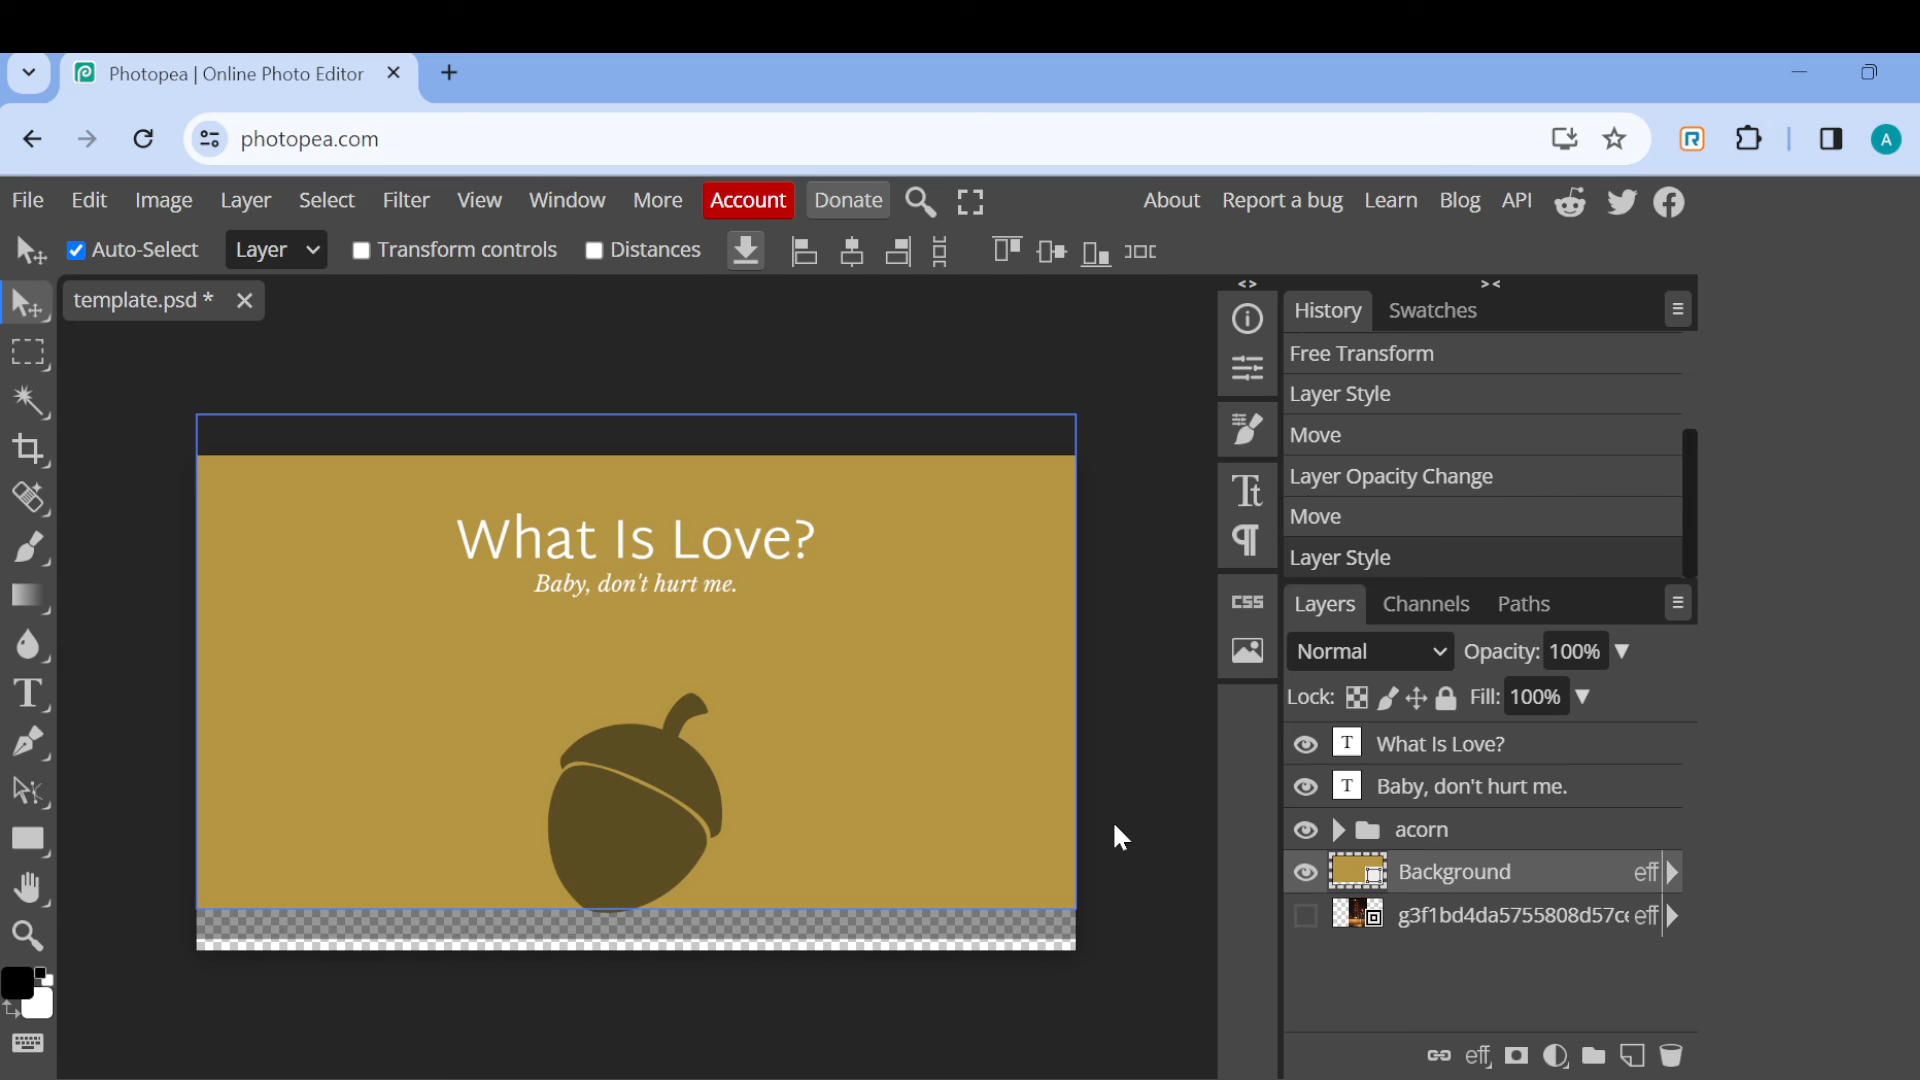 Photopea | Online Photo Editor
photopea.com
A
File Edit Image Layer Select Filter View Window More Account Donate About Report a bug Learn Blog API
Auto-Select Layer Transform controls Distances
template.psd *
What Is Love?
Baby, don't hurt me.
History Swatches
Free Transform
Layer Style
Move
Layer Opacity Change
Move
Layer Style
CSS
Layers Channels Paths
Normal Opacity: 100%
Lock: Fill: 100%
T What Is Love?
T Baby, don't hurt me.
acorn
Background eff
g3f1bd4da5755808d57ce eff
eff